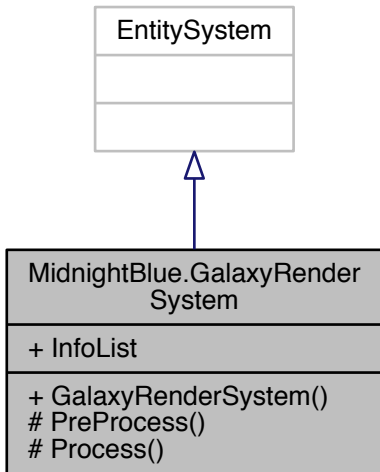 EntitySystem
MidnightBlue.GalaxyRender
System
+ InfoList
+ GalaxyRenderSystem()
# PreProcess()
# Process()